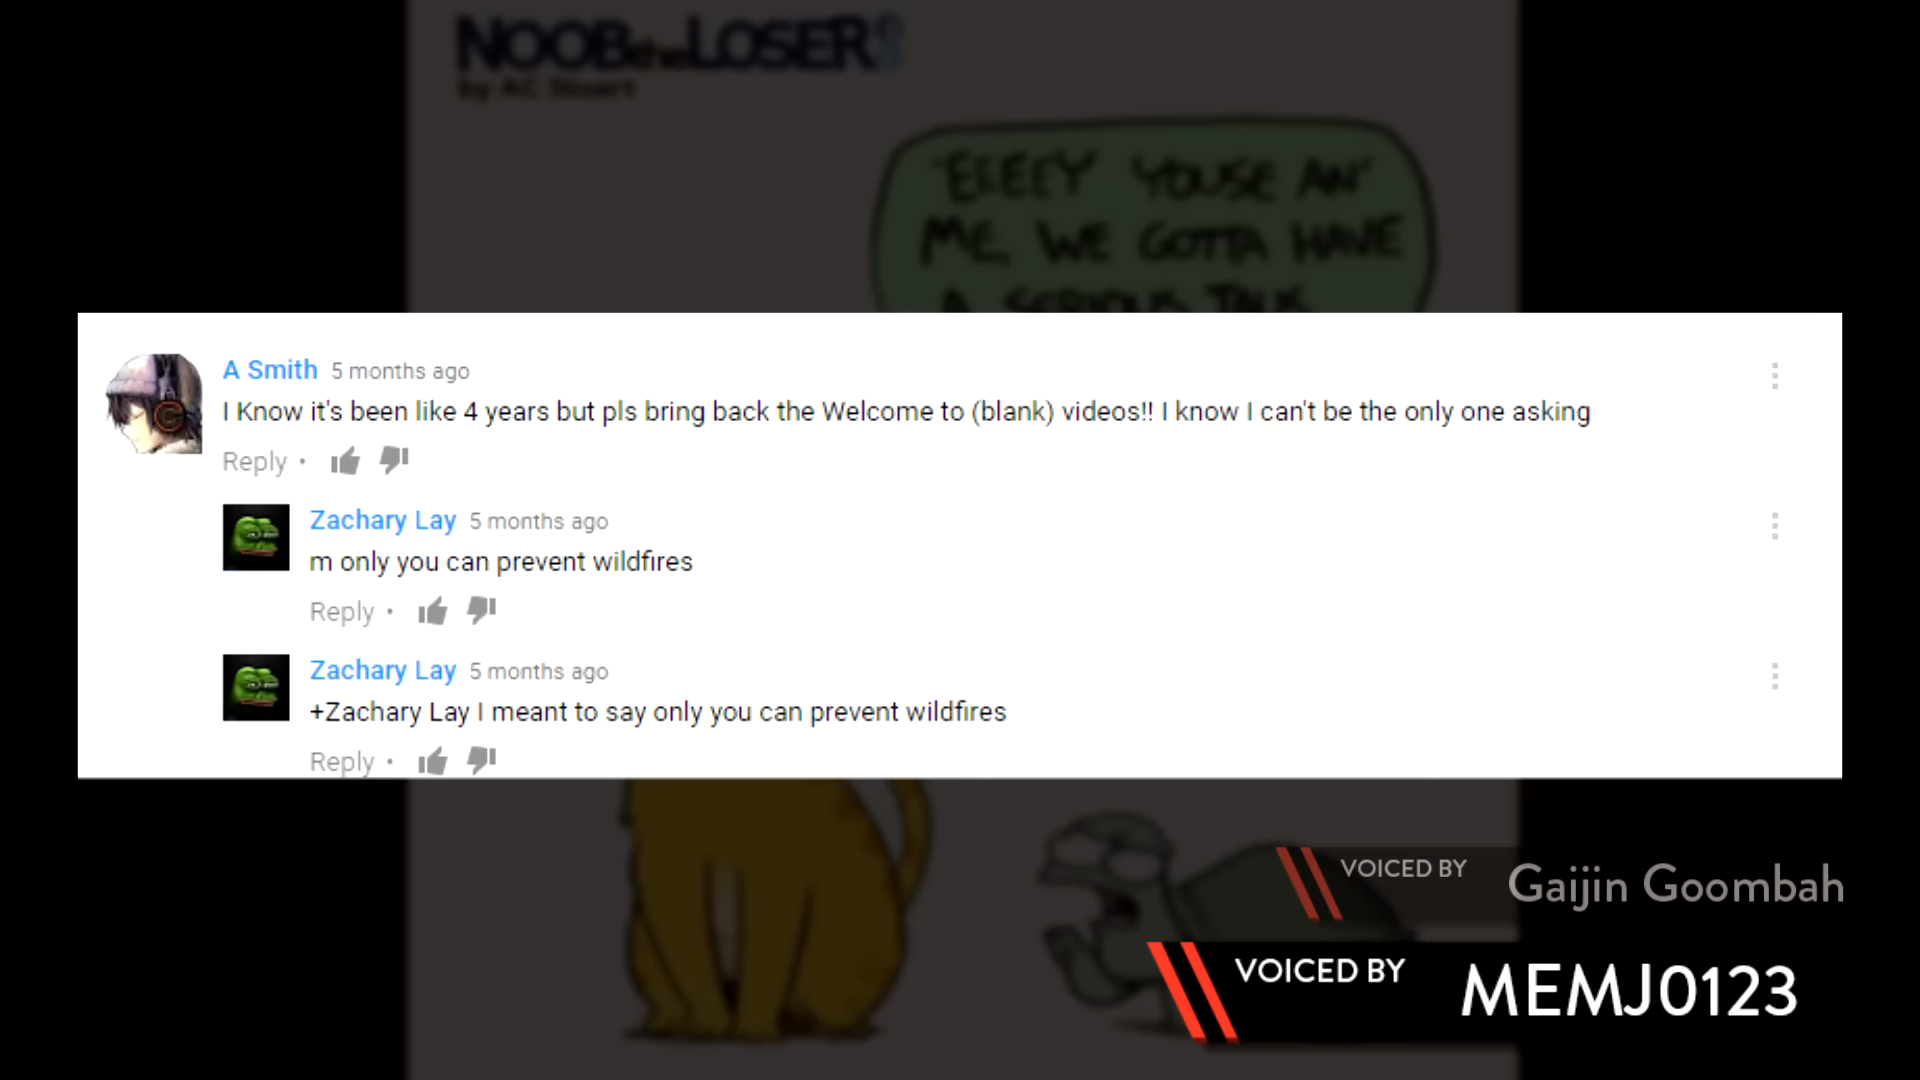 NOOB the LOSER
by AC Stuart
'EEEEY YOUSE AN'
ME, WE GOTTA HAVE
A SERIOUS TALK
A Smith 5 months ago
I Know it's been like 4 years but pls bring back the Welcome to (blank) videos!! I know I can't be the only one asking
Reply •
Zachary Lay 5 months ago
m only you can prevent wildfires
Reply •
Zachary Lay 5 months ago
+Zachary Lay I meant to say only you can prevent wildfires
Reply •
VOICED BY Gaijin Goombah
VOICED BY MEMJ0123